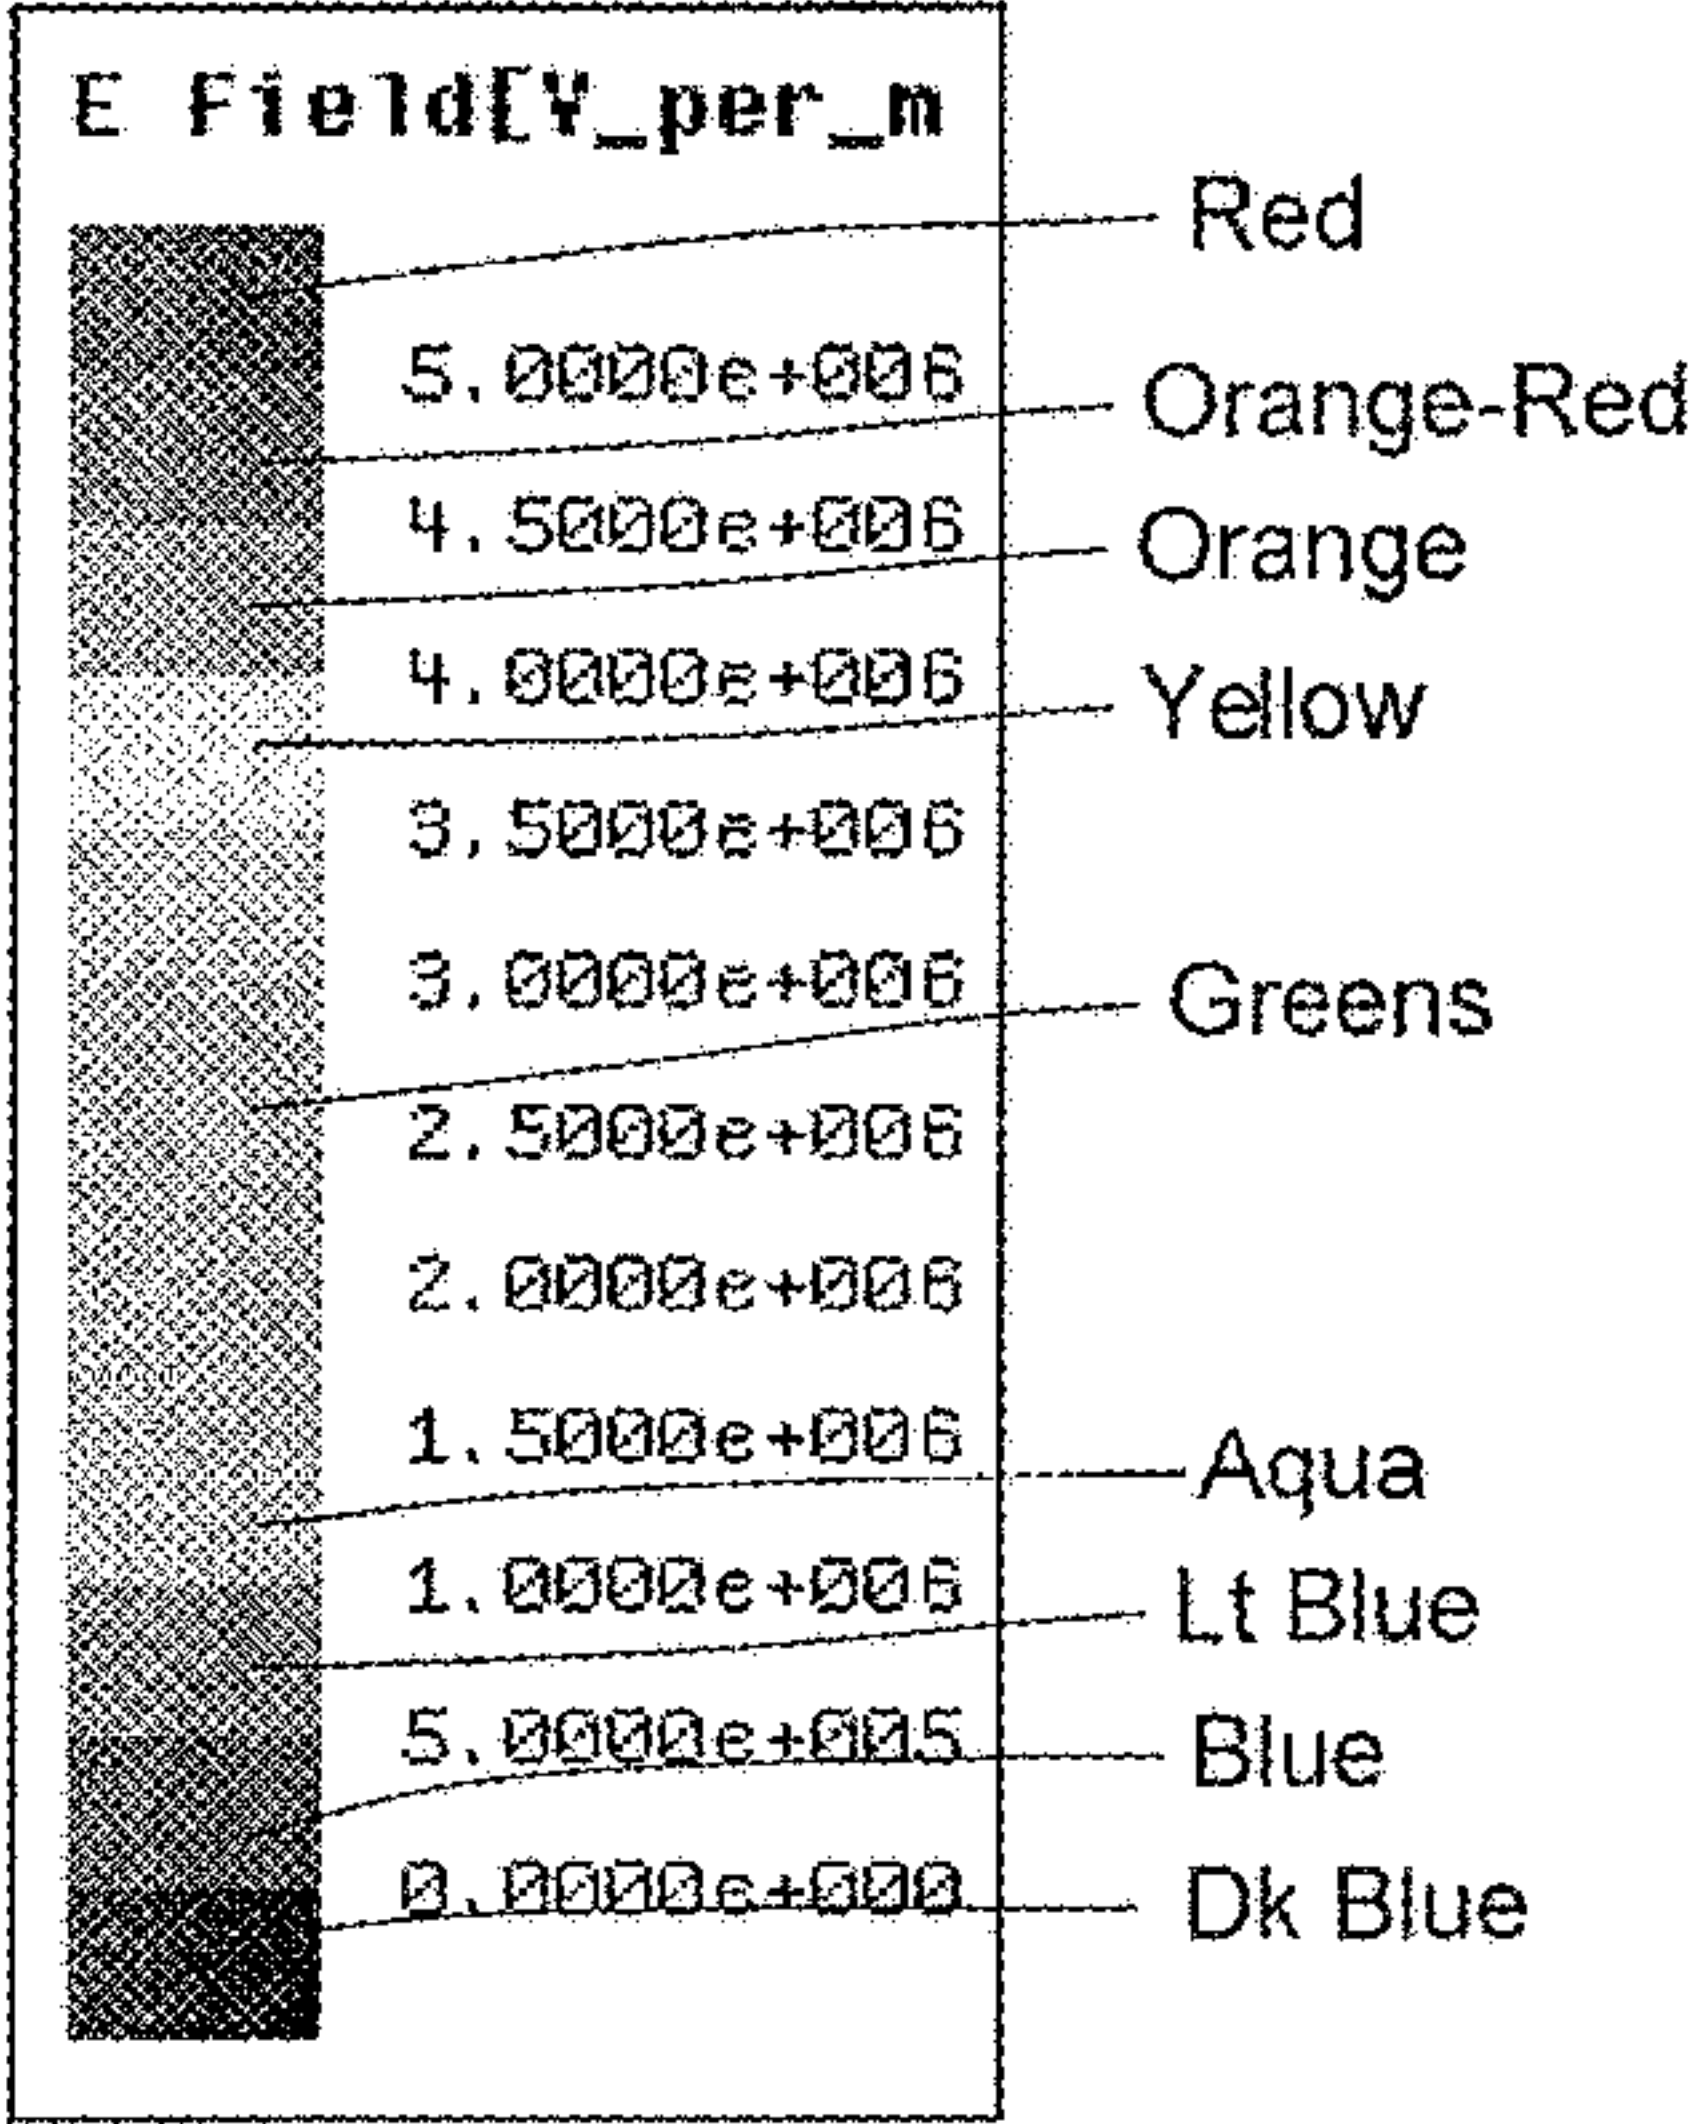 E Field[V_per_m
Red
5.0000e+006
Orange-Red
4.5000e+006
Orange
4.0000e+006
Yellow
3.5000e+006
3.0000e+006
Greens
2.5000e+006
2.0000e+006
1.5000e+006
Aqua
1.0000e+006
Lt Blue
5.0000e+005
Blue
0.0000e+000
Dk Blue